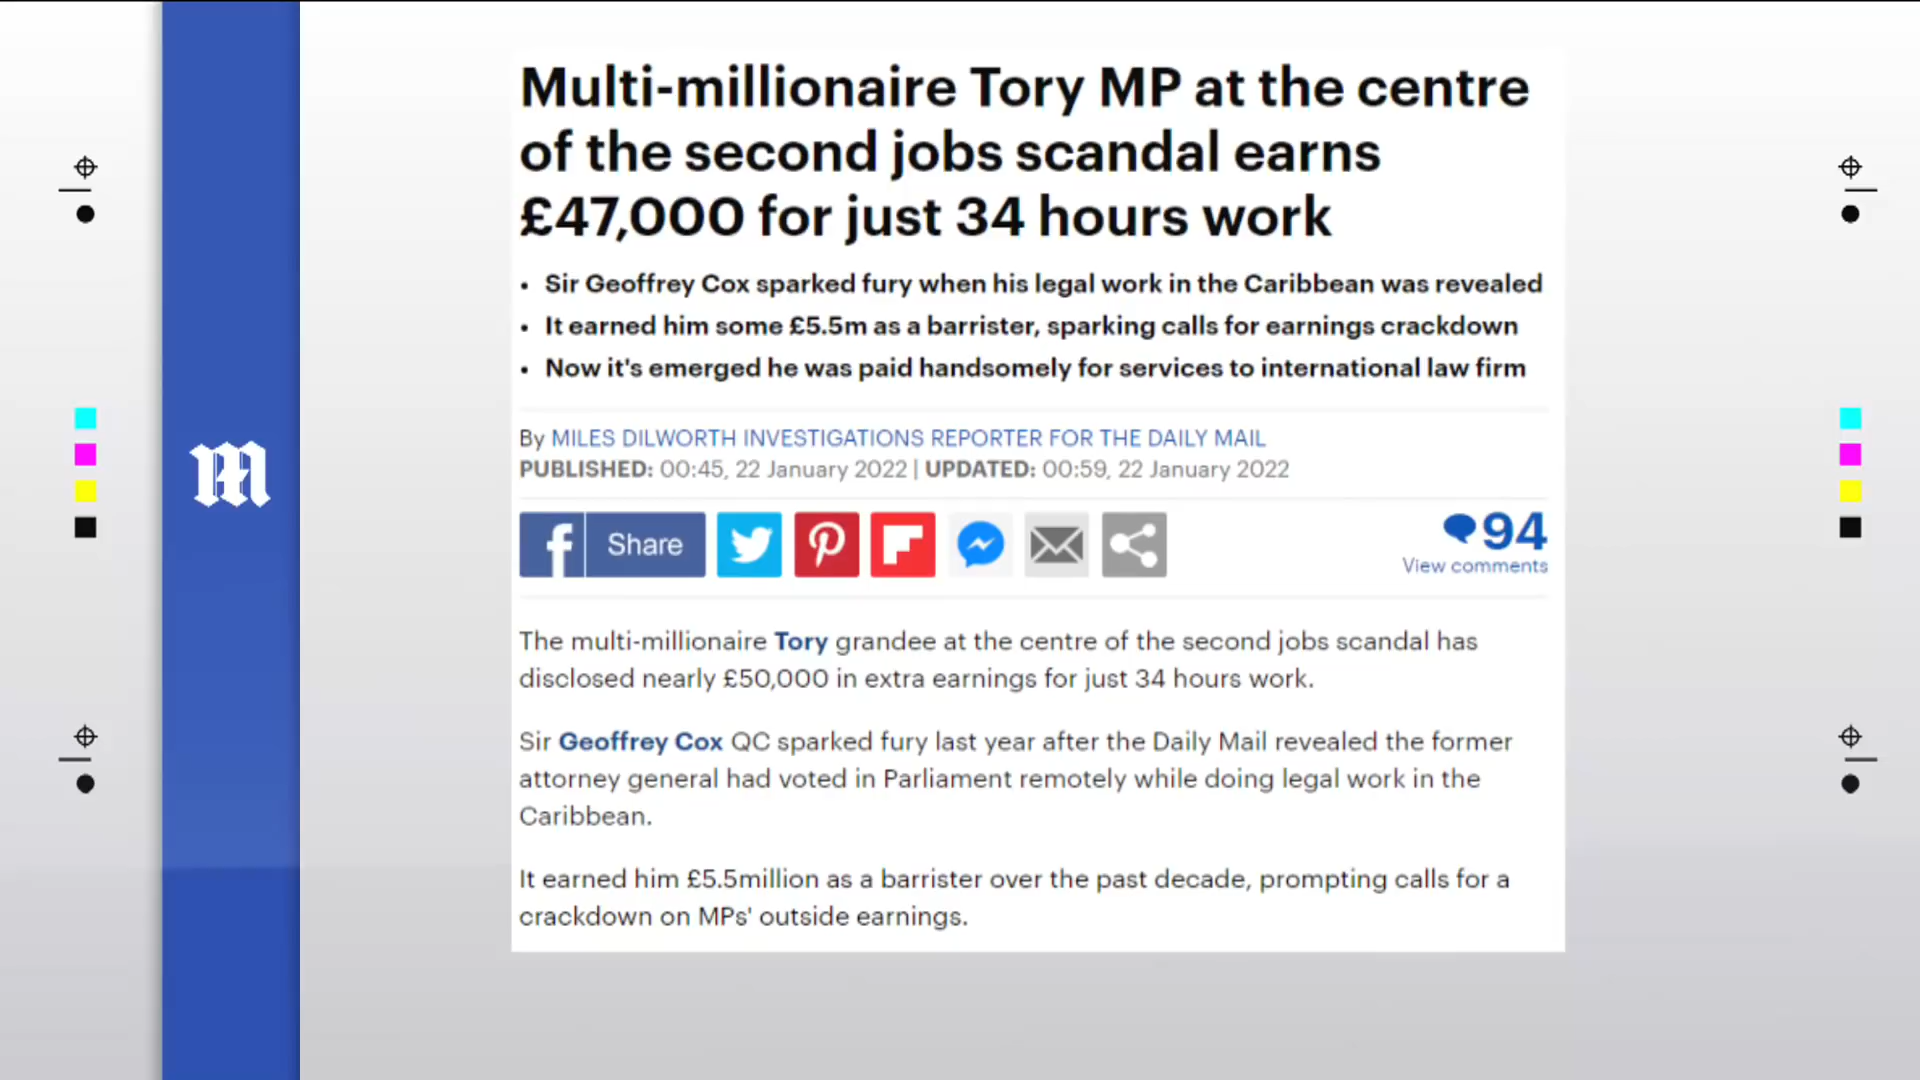 Multi-millionaire Tory MP at the centre
of the second jobs scandal earns
£47,000 for just 34 hours work
• Sir Geoffrey Cox sparked fury when his legal work in the Caribbean was revealed
• It earned him some £5.5m as a barrister, sparking calls for earnings crackdown
• Now it's emerged he was paid handsomely for services to international law firm
By MILES DILWORTH INVESTIGATIONS REPORTER FOR THE DAILY MAIL
PUBLISHED: 00:45, 22 January 2022 | UPDATED: 00:59, 22 January 2022
Share
94
View comments
The multi-millionaire Tory grandee at the centre of the second jobs scandal has
disclosed nearly £50,000 in extra earnings for just 34 hours work.
Sir Geoffrey Cox QC sparked fury last year after the Daily Mail revealed the former
attorney general had voted in Parliament remotely while doing legal work in the
Caribbean.
It earned him £5.5million as a barrister over the past decade, prompting calls for a
crackdown on MPs' outside earnings.